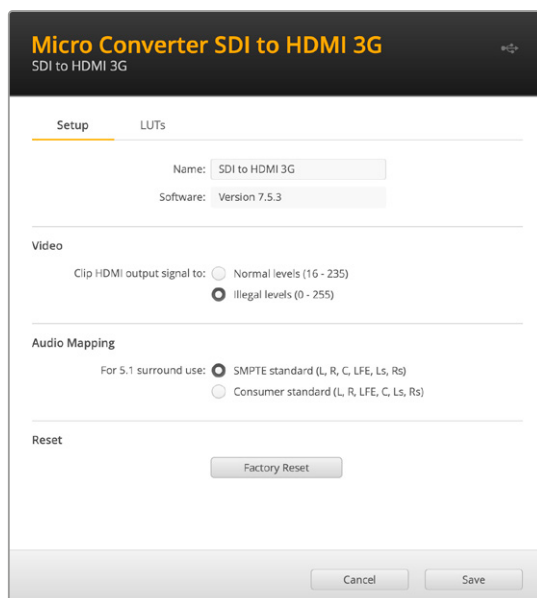 Micro Converter SDI to HDMI 3G
SDI to HDMI 3G
Setup LUTs
Name: SDI to HDMI 3G
Software: Version 7.5.3
Video
Clip HDMI output signal to: Normal levels (16 - 235)
Illegal levels (0 - 255)
Audio Mapping
For 5.1 surround use: SMPTE standard (L, R, C, LFE, Ls, Rs)
Consumer standard (L, R, LFE, C, Ls, Rs)
Reset
Factory Reset
Cancel Save